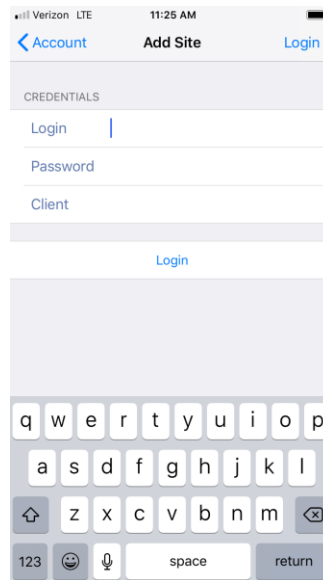 Verizon LTE 11:25 AM
Account Add Site Login
CREDENTIALS
Login
Password
Client
Login
q w e r t y u i o p
a s d f g h j k l
z x c v b n m
123 space return